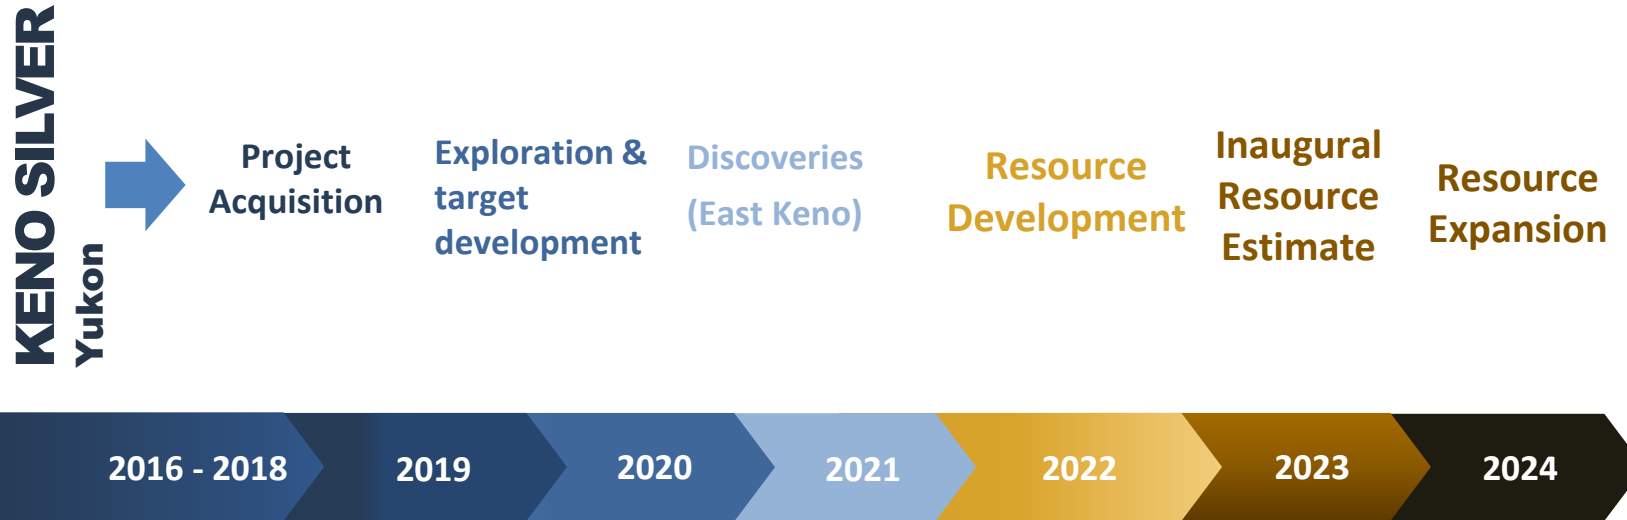 KENO SILVER
Yukon
Project
Acquisition
Exploration &
target
development
Discoveries
(East Keno)
Resource
Development
Inaugural
Resource
Estimate
Resource
Expansion
2016 - 2018
2019
2020
2021
2022
2023
2024